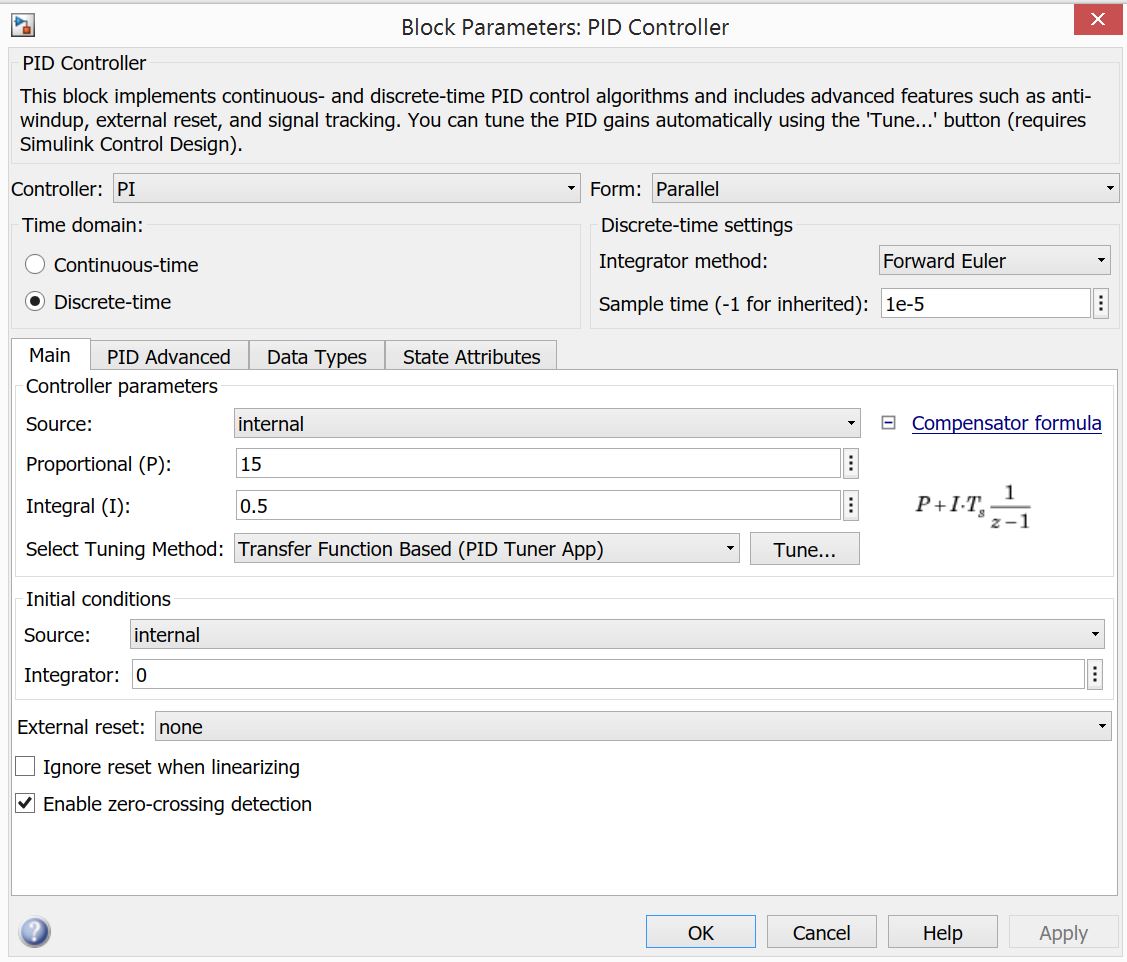 Block Parameters: PID Controller
PID Controller
This block implements continuous- and discrete-time PID control algorithms and includes advanced features such as anti-
windup, external reset, and signal tracking. You can tune the PID gains automatically using the 'Tune...' button (requires
Simulink Control Design).
Controller: PI Form: Parallel
Time domain:
Continuous-time
Discrete-time
Discrete-time settings
Integrator method: Forward Euler
Sample time (-1 for inherited): 1e-5
Main PID Advanced Data Types State Attributes
Controller parameters
Source: internal
Compensator formula
Proportional (P): 15
Integral (I): 0.5
P+I·Ts 1/(z−1)
Select Tuning Method: Transfer Function Based (PID Tuner App) Tune...
Initial conditions
Source: internal
Integrator: 0
External reset: none
Ignore reset when linearizing
Enable zero-crossing detection
? OK Cancel Help Apply